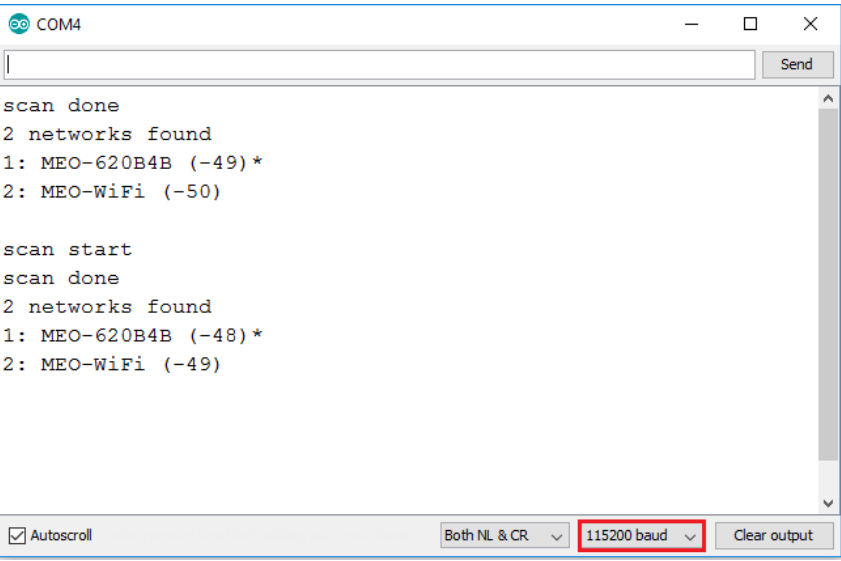 COM4
Send
scan done
2 networks found
1: MEO-620B4B (-49)*
2: MEO-WiFi (-50)
scan start
scan done
2 networks found
1: MEO-620B4B (-48)*
2: MEO-WiFi (-49)
Autoscroll Both NL & CR 115200 baud Clear output